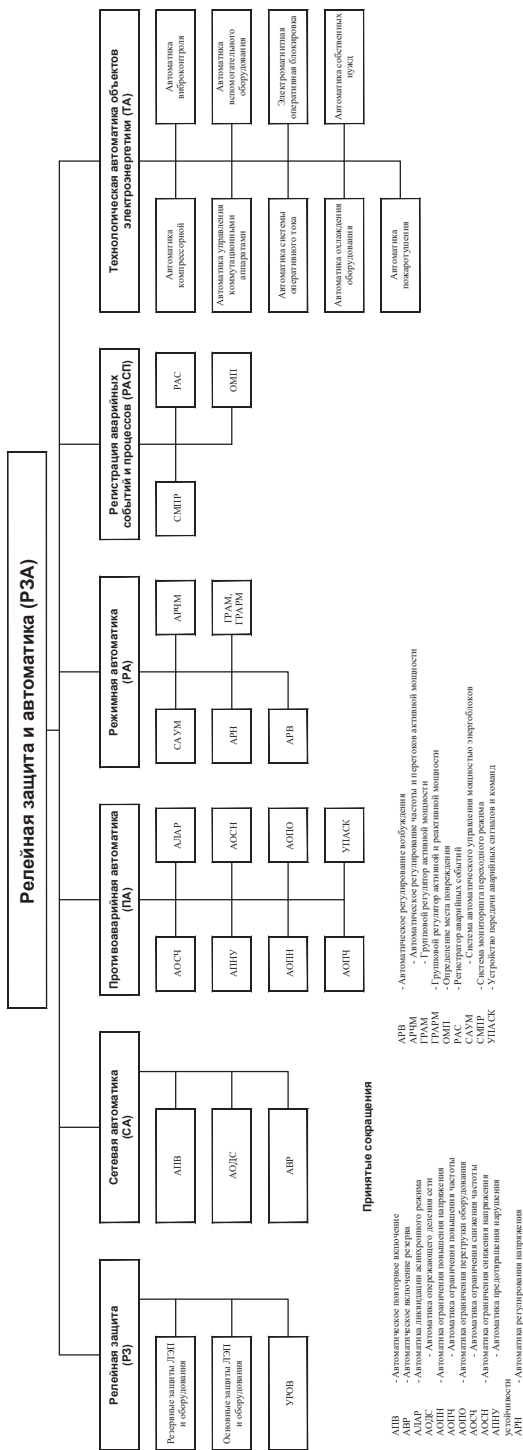 Релейная защита и автоматика (РЗА)
Релейная защита
(РЗ)
Резервные защиты ЛЭП
и оборудования
Основные защиты ЛЭП
и оборудования
УРОВ
Сетевая автоматика
(СА)
АПВ
АОДС
АВР
Противоаварийная автоматика
(ПА)
АОСЧ
АЛАР
АПНУ
АОСН
АОПН
АОПО
АОПЧ
УПАСК
Режимная автоматика
(РА)
САУМ
АРЧМ
АРН
ГРАМ,
ГРАРМ
АРВ
Регистрация аварийных
событий и процессов (РАСП)
СМПР
РАС
ОМП
Технологическая автоматика объектов
электроэнергетики (ТА)
Автоматика
компрессорной
Автоматика
виброконтроля
Автоматика управления
коммутационными
аппаратами
Автоматика
вспомогательного
оборудования
Автоматика системы
оперативного тока
Электромагнитная
оперативная блокировка
Автоматика охлаждения
оборудования
Автоматика собственных
нужд
Автоматика
пожаротушения
Принятые сокращения
АПВ - Автоматическое повторное включение
АВР - Автоматическое включение резерва
АЛАР - Автоматика ликвидации асинхронного режима
АОДС - Автоматика опережающего деления сети
АОПН - Автоматика ограничения повышения напряжения
АОПЧ - Автоматика ограничения повышения частоты
АОПО - Автоматика ограничения перегрузки оборудования
АОСЧ - Автоматика ограничения снижения частоты
АОСН - Автоматика ограничения снижения напряжения
АПНУ - Автоматика предотвращения нарушения
устойчивости
АРН - Автоматика регулирования напряжения
АРВ - Автоматическое регулирование возбуждения
АРЧМ - Автоматическое регулирование частоты и перетоков активной мощности
ГРАМ - Групповой регулятор активной мощности
ГРАРМ - Групповой регулятор активной и реактивной мощности
ОМП - Определение места повреждения
РАС - Регистратор аварийных событий
САУМ - Система автоматического управления мощностью энергоблоков
СМПР - Система мониторинга переходного режима
УПАСК - Устройство передачи аварийных сигналов и команд